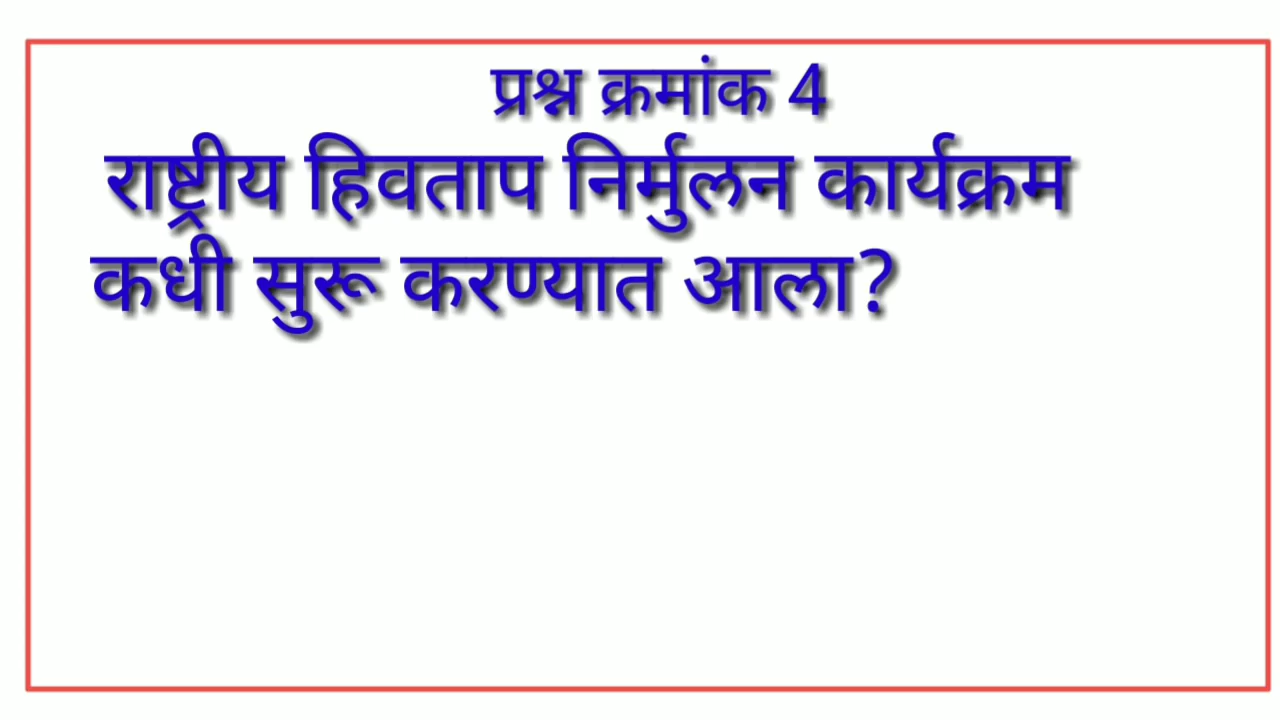 प्रश्न क्रमांक 4
राष्ट्रीय हिवताप निर्मुलन कार्यक्रम
कधी सुरू करण्यात आला?